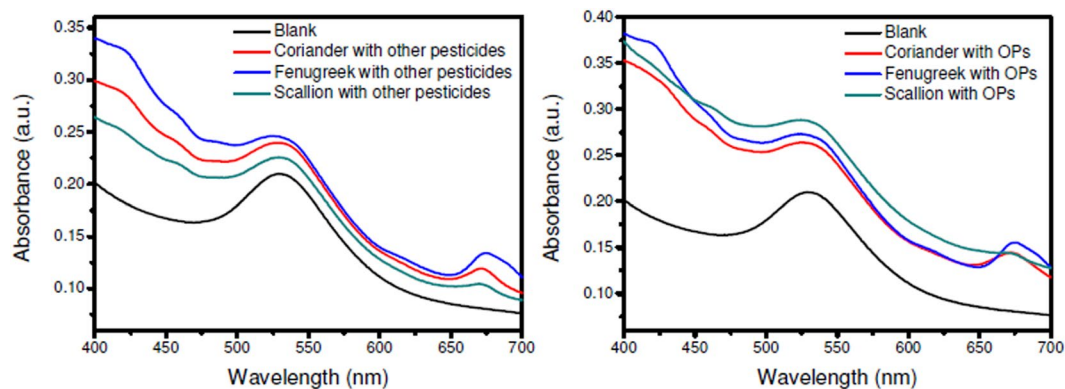 0.35
0.30
0.25
0.20
0.15
0.10
Absorbance (a.u.)
Blank
Coriander with other pesticides
Fenugreek with other pesticides
Scallion with other pesticides
400 450 500 550 600 650 700
Wavelength (nm)
0.40
0.35
0.30
0.25
0.20
0.15
0.10
Absorbance (a.u.)
Blank
Coriander with OPs
Fenugreek with OPs
Scallion with OPs
400 450 500 550 600 650 700
Wavelength (nm)